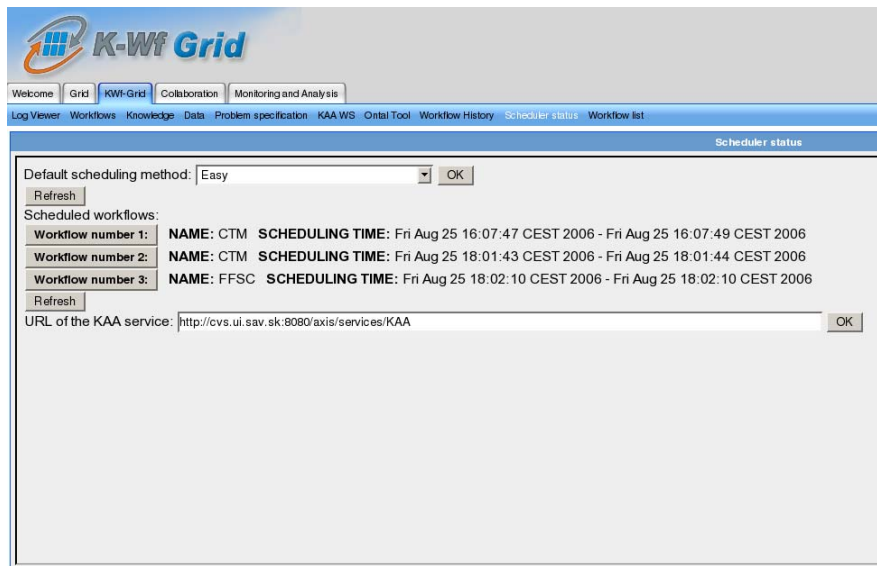 K-Wf Grid
Welcome Grid KWf-Grid Collaboration Monitoring and Analysis
Log Viewer Workflows Knowledge Data Problem specification KAA WS Ontal Tool Workflow History Scheduler status Workflow list
Scheduler status
Default scheduling method: Easy OK
Refresh
Scheduled workflows:
Workflow number 1: NAME: CTM SCHEDULING TIME: Fri Aug 25 16:07:47 CEST 2006 - Fri Aug 25 16:07:49 CEST 2006
Workflow number 2: NAME: CTM SCHEDULING TIME: Fri Aug 25 18:01:43 CEST 2006 - Fri Aug 25 18:01:44 CEST 2006
Workflow number 3: NAME: FFSC SCHEDULING TIME: Fri Aug 25 18:02:10 CEST 2006 - Fri Aug 25 18:02:10 CEST 2006
Refresh
URL of the KAA service: http://cvs.ui.sav.sk:8080/axis/services/KAA OK